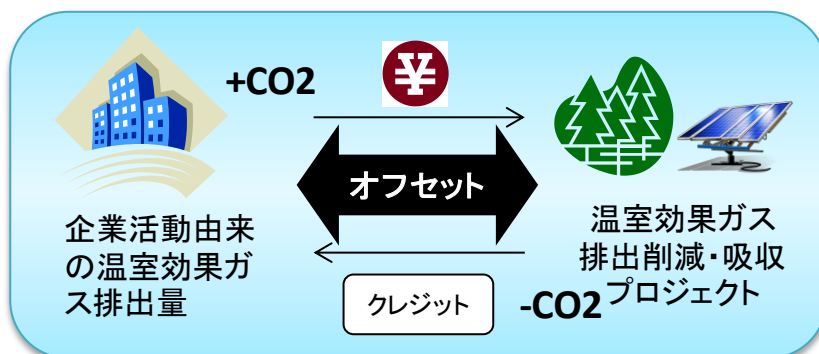 +CO2
¥
オフセット
企業活動由来
の温室効果ガ
ス排出量
クレジット
-CO2
温室効果ガス
排出削減・吸収
プロジェクト